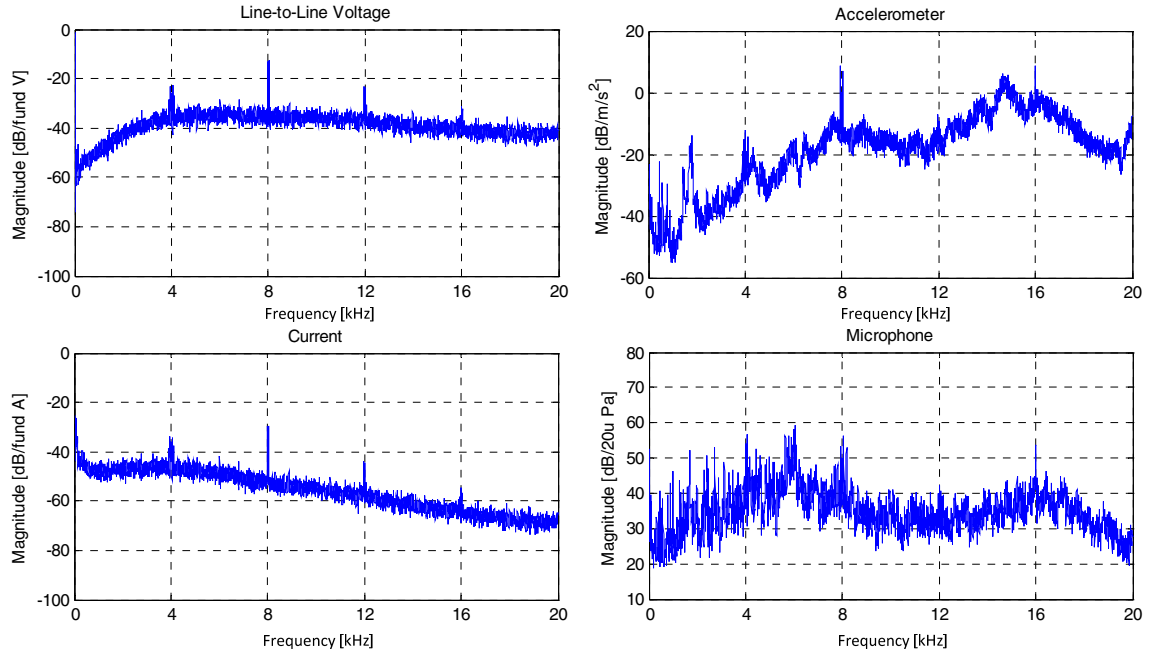 Line-to-Line Voltage
Magnitude [dB/fund V]
0
-20
-40
-60
-80
-100
0 4 8 12 16 20
Frequency [kHz]
Accelerometer
Magnitude [dB/m/s²]
20
0
-20
-40
-60
0 4 8 12 16 20
Frequency [kHz]
Current
Magnitude [dB/fund A]
0
-20
-40
-60
-80
-100
0 4 8 12 16 20
Frequency [kHz]
Microphone
Magnitude [dB/20u Pa]
80
70
60
50
40
30
20
10
0 4 8 12 16 20
Frequency [kHz]